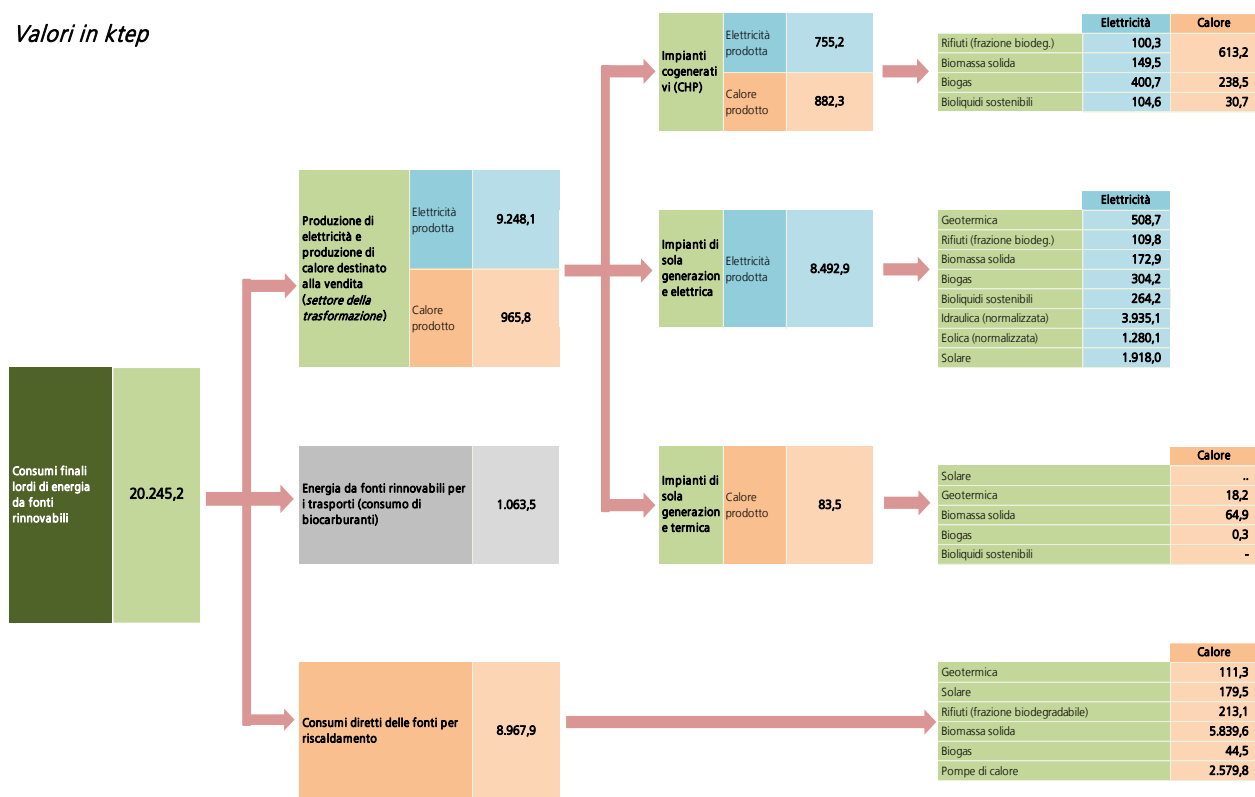 Valori in ktep
Consumi finali
lordi di energia
da fonti
rinnovabili
20.245,2
Produzione di
elettricità e
produzione di
calore destinato
alla vendita
(settore della
trasformazione)
Elettricità
prodotta
9.248,1
Calore
prodotto
965,8
Energia da fonti rinnovabili per
i trasporti (consumo di
biocarburanti)
1.063,5
Consumi diretti delle fonti per
riscaldamento
8.967,9
Impianti
cogenerati
vi (CHP)
Elettricità
prodotta
755,2
Calore
prodotto
882,3
Impianti di
sola
generazion
e elettrica
Elettricità
prodotta
8.492,9
Impianti di
sola
generazion
e termica
Calore
prodotto
83,5
Elettricità Calore
Rifiuti (frazione biodeg.) 100,3
613,2
Biomassa solida 149,5
Biogas 400,7 238,5
Bioliquidi sostenibili 104,6 30,7
Elettricità
Geotermica 508,7
Rifiuti (frazione biodeg.) 109,8
Biomassa solida 172,9
Biogas 304,2
Bioliquidi sostenibili 264,2
Idraulica (normalizzata) 3.935,1
Eolica (normalizzata) 1.280,1
Solare 1.918,0
Calore
Solare ..
Geotermica 18,2
Biomassa solida 64,9
Biogas 0,3
Bioliquidi sostenibili -
Calore
Geotermica 111,3
Solare 179,5
Rifiuti (frazione biodegradabile) 213,1
Biomassa solida 5.839,6
Biogas 44,5
Pompe di calore 2.579,8